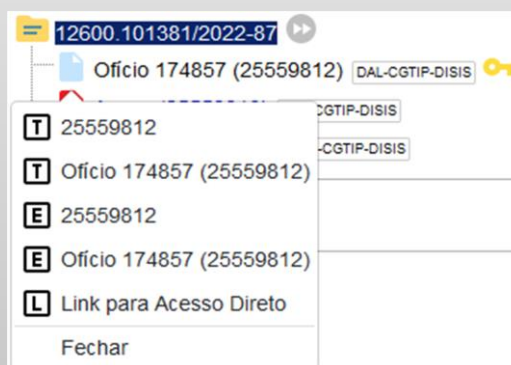 12600.101381/2022-87
Ofício 174857 (25559812) DAL-CGTIP-DISIS
CGTIP-DISIS
T 25559812
-CGTIP-DISIS
T Ofício 174857 (25559812)
E 25559812
E Ofício 174857 (25559812)
L Link para Acesso Direto
Fechar